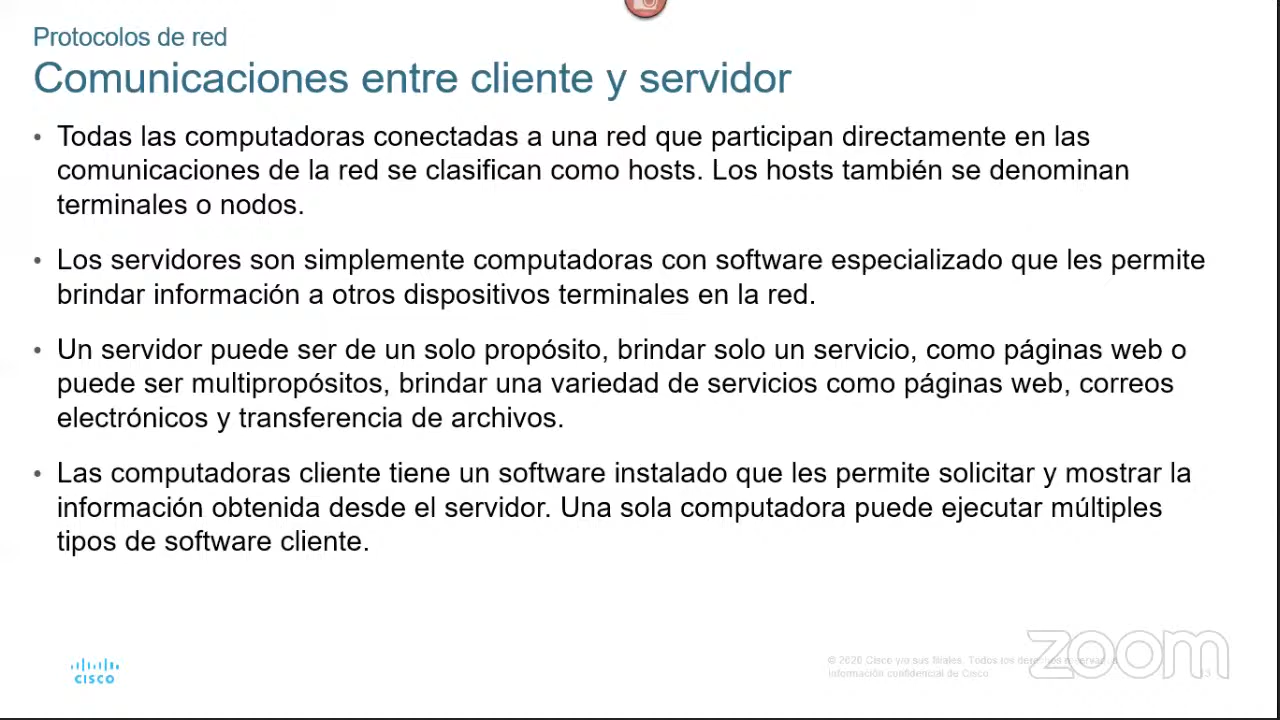 Protocolos de red
Comunicaciones entre cliente y servidor
• Todas las computadoras conectadas a una red que participan directamente en las
comunicaciones de la red se clasifican como hosts. Los hosts también se denominan
terminales o nodos.
• Los servidores son simplemente computadoras con software especializado que les permite
brindar información a otros dispositivos terminales en la red.
• Un servidor puede ser de un solo propósito, brindar solo un servicio, como páginas web o
puede ser multipropósitos, brindar una variedad de servicios como páginas web, correos
electrónicos y transferencia de archivos.
• Las computadoras cliente tiene un software instalado que les permite solicitar y mostrar la
información obtenida desde el servidor. Una sola computadora puede ejecutar múltiples
tipos de software cliente.
CISCO
© 2020 Cisco y/o sus filiales. Todos los
Información confidencial de Cisco
zoom